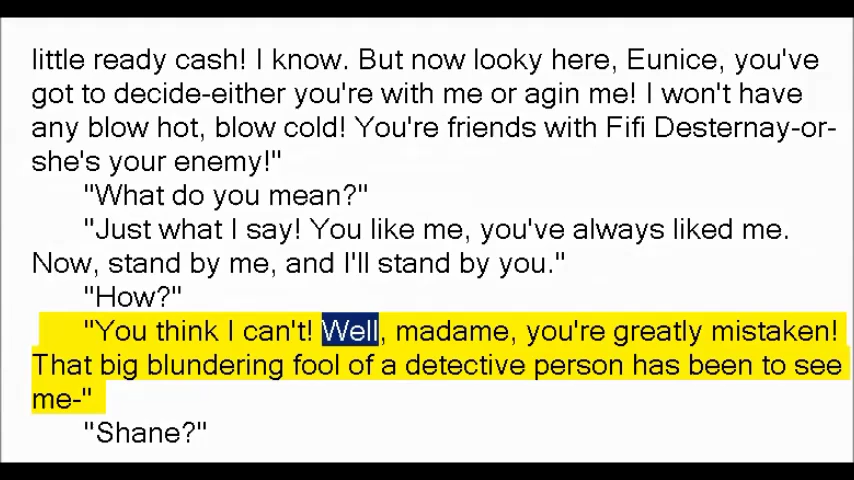 little ready cash! I know. But now looky here, Eunice, you've
got to decide-either you're with me or agin me! I won't have
any blow hot, blow cold! You're friends with Fifi Desternay-or-
she's your enemy!"
"What do you mean?"
"Just what I say! You like me, you've always liked me.
Now, stand by me, and I'll stand by you."
"How?"
"You think I can't! Well, madame, you're greatly mistaken!
That big blundering fool of a detective person has been to see
me-"
"Shane?"